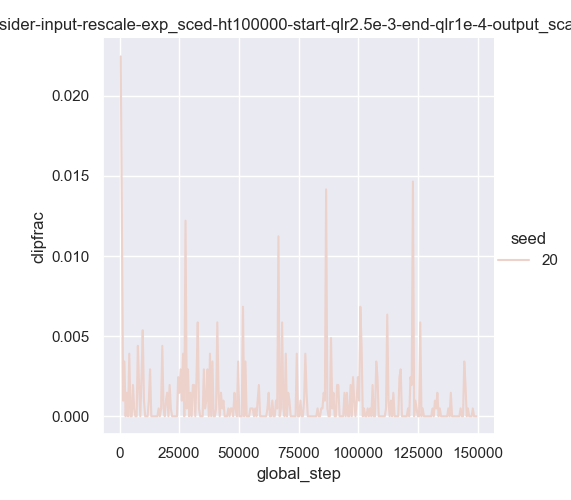 sider-input-rescale-exp_sced-ht100000-start-qlr2.5e-3-end-qlr1e-4-output_sca
0.020
0.015
0.010
0.005
0.000
clipfrac
0 25000 50000 75000 100000 125000 150000
global_step
seed
20